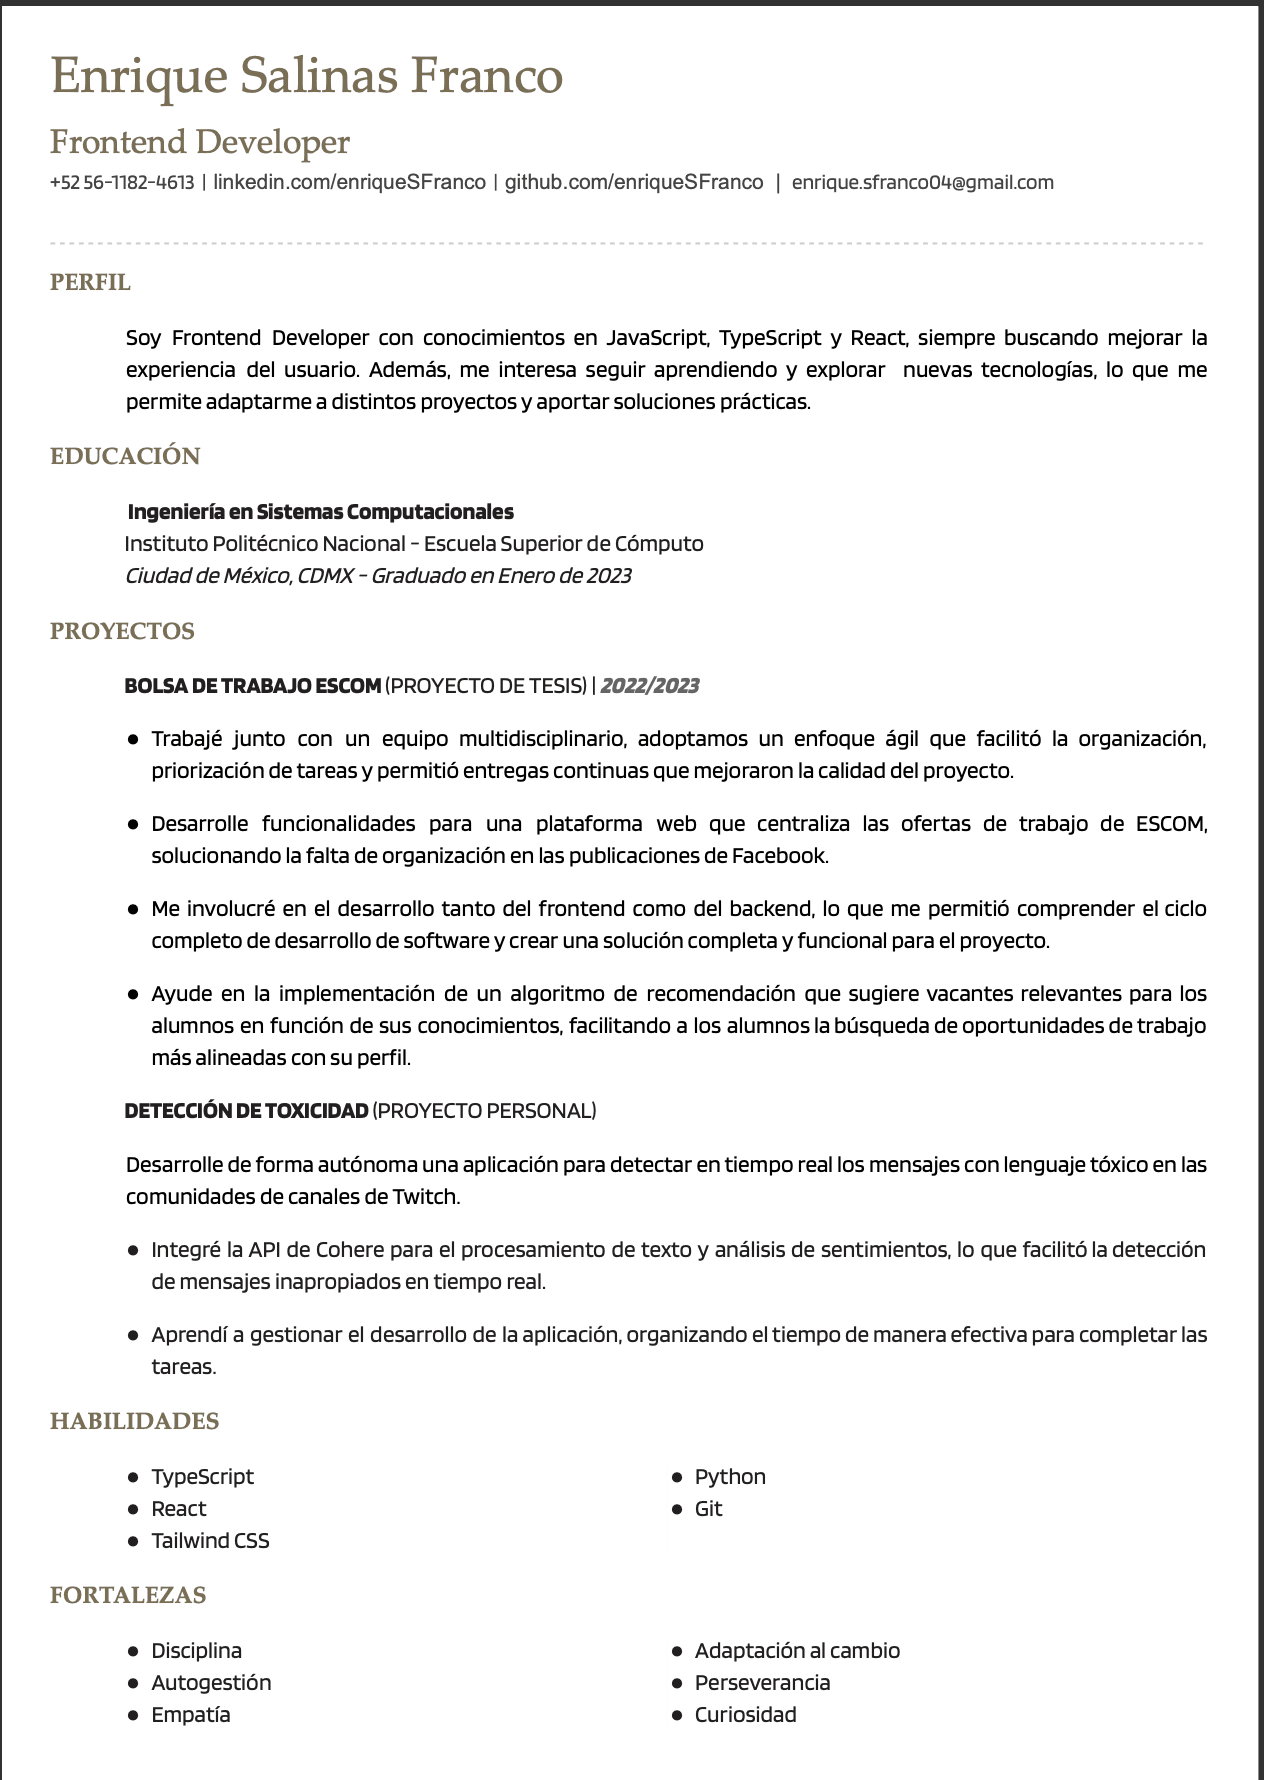 Enrique Salinas Franco
Frontend Developer
+52 56-1182-4613 | linkedin.com/enriqueSFranco | github.com/enriqueSFranco | enrique.sfranco04@gmail.com
PERFIL
Soy Frontend Developer con conocimientos en JavaScript, TypeScript y React, siempre buscando mejorar la
experiencia del usuario. Además, me interesa seguir aprendiendo y explorar nuevas tecnologías, lo que me
permite adaptarme a distintos proyectos y aportar soluciones prácticas.
EDUCACIÓN
Ingeniería en Sistemas Computacionales
Instituto Politécnico Nacional - Escuela Superior de Cómputo
Ciudad de México, CDMX - Graduado en Enero de 2023
PROYECTOS
BOLSA DE TRABAJO ESCOM (PROYECTO DE TESIS) | 2022/2023
● Trabajé junto con un equipo multidisciplinario, adoptamos un enfoque ágil que facilitó la organización,
priorización de tareas y permitió entregas continuas que mejoraron la calidad del proyecto.
● Desarrolle funcionalidades para una plataforma web que centraliza las ofertas de trabajo de ESCOM,
solucionando la falta de organización en las publicaciones de Facebook.
● Me involucré en el desarrollo tanto del frontend como del backend, lo que me permitió comprender el ciclo
completo de desarrollo de software y crear una solución completa y funcional para el proyecto.
● Ayude en la implementación de un algoritmo de recomendación que sugiere vacantes relevantes para los
alumnos en función de sus conocimientos, facilitando a los alumnos la búsqueda de oportunidades de trabajo
más alineadas con su perfil.
DETECCIÓN DE TOXICIDAD (PROYECTO PERSONAL)
Desarrolle de forma autónoma una aplicación para detectar en tiempo real los mensajes con lenguaje tóxico en las
comunidades de canales de Twitch.
● Integré la API de Cohere para el procesamiento de texto y análisis de sentimientos, lo que facilitó la detección
de mensajes inapropiados en tiempo real.
● Aprendí a gestionar el desarrollo de la aplicación, organizando el tiempo de manera efectiva para completar las
tareas.
HABILIDADES
● TypeScript
● React
● Tailwind CSS
● Python
● Git
FORTALEZAS
● Disciplina
● Autogestión
● Empatía
● Adaptación al cambio
● Perseverancia
● Curiosidad